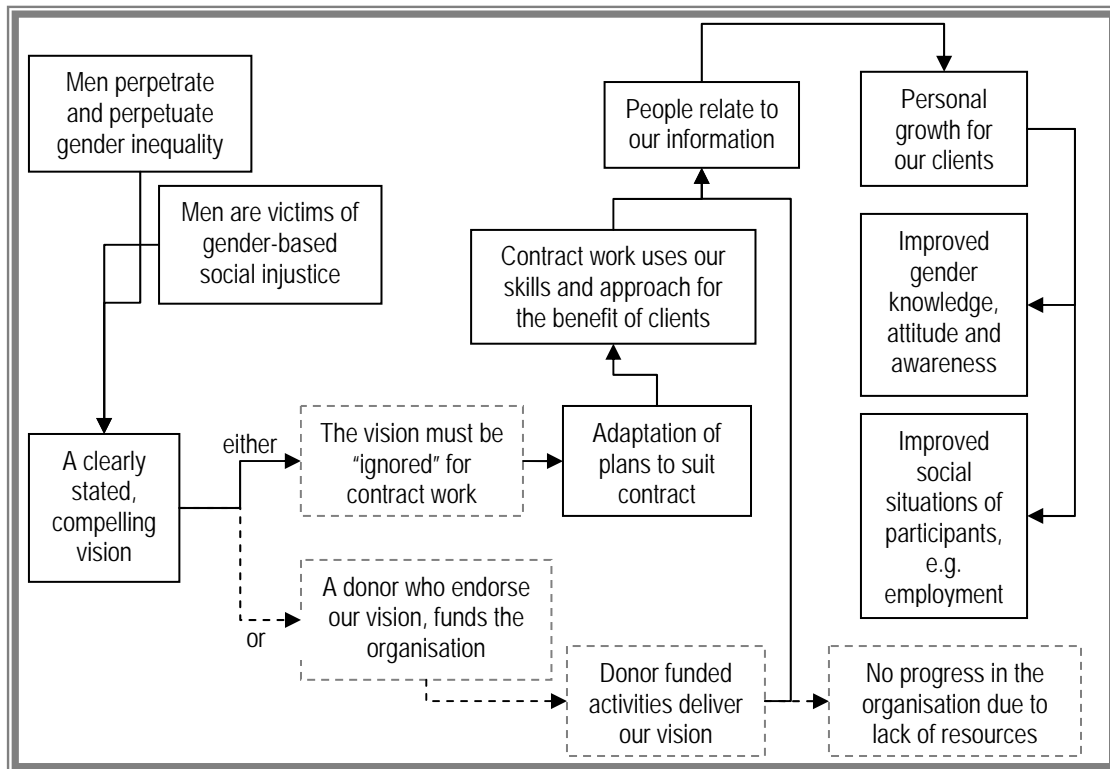 Men perpetrate
and perpetuate
gender inequality
Men are victims of
gender-based
social injustice
A clearly
stated,
compelling
vision
either
or
The vision must be
“ignored” for
contract work
Adaptation of
plans to suit
contract
Contract work uses our
skills and approach for
the benefit of clients
People relate to
our information
Personal
growth for
our clients
Improved
gender
knowledge,
attitude and
awareness
Improved
social
situations of
participants,
e.g.
employment
A donor who endorse
our vision, funds the
organisation
Donor funded
activities deliver
our vision
No progress in the
organisation due to
lack of resources